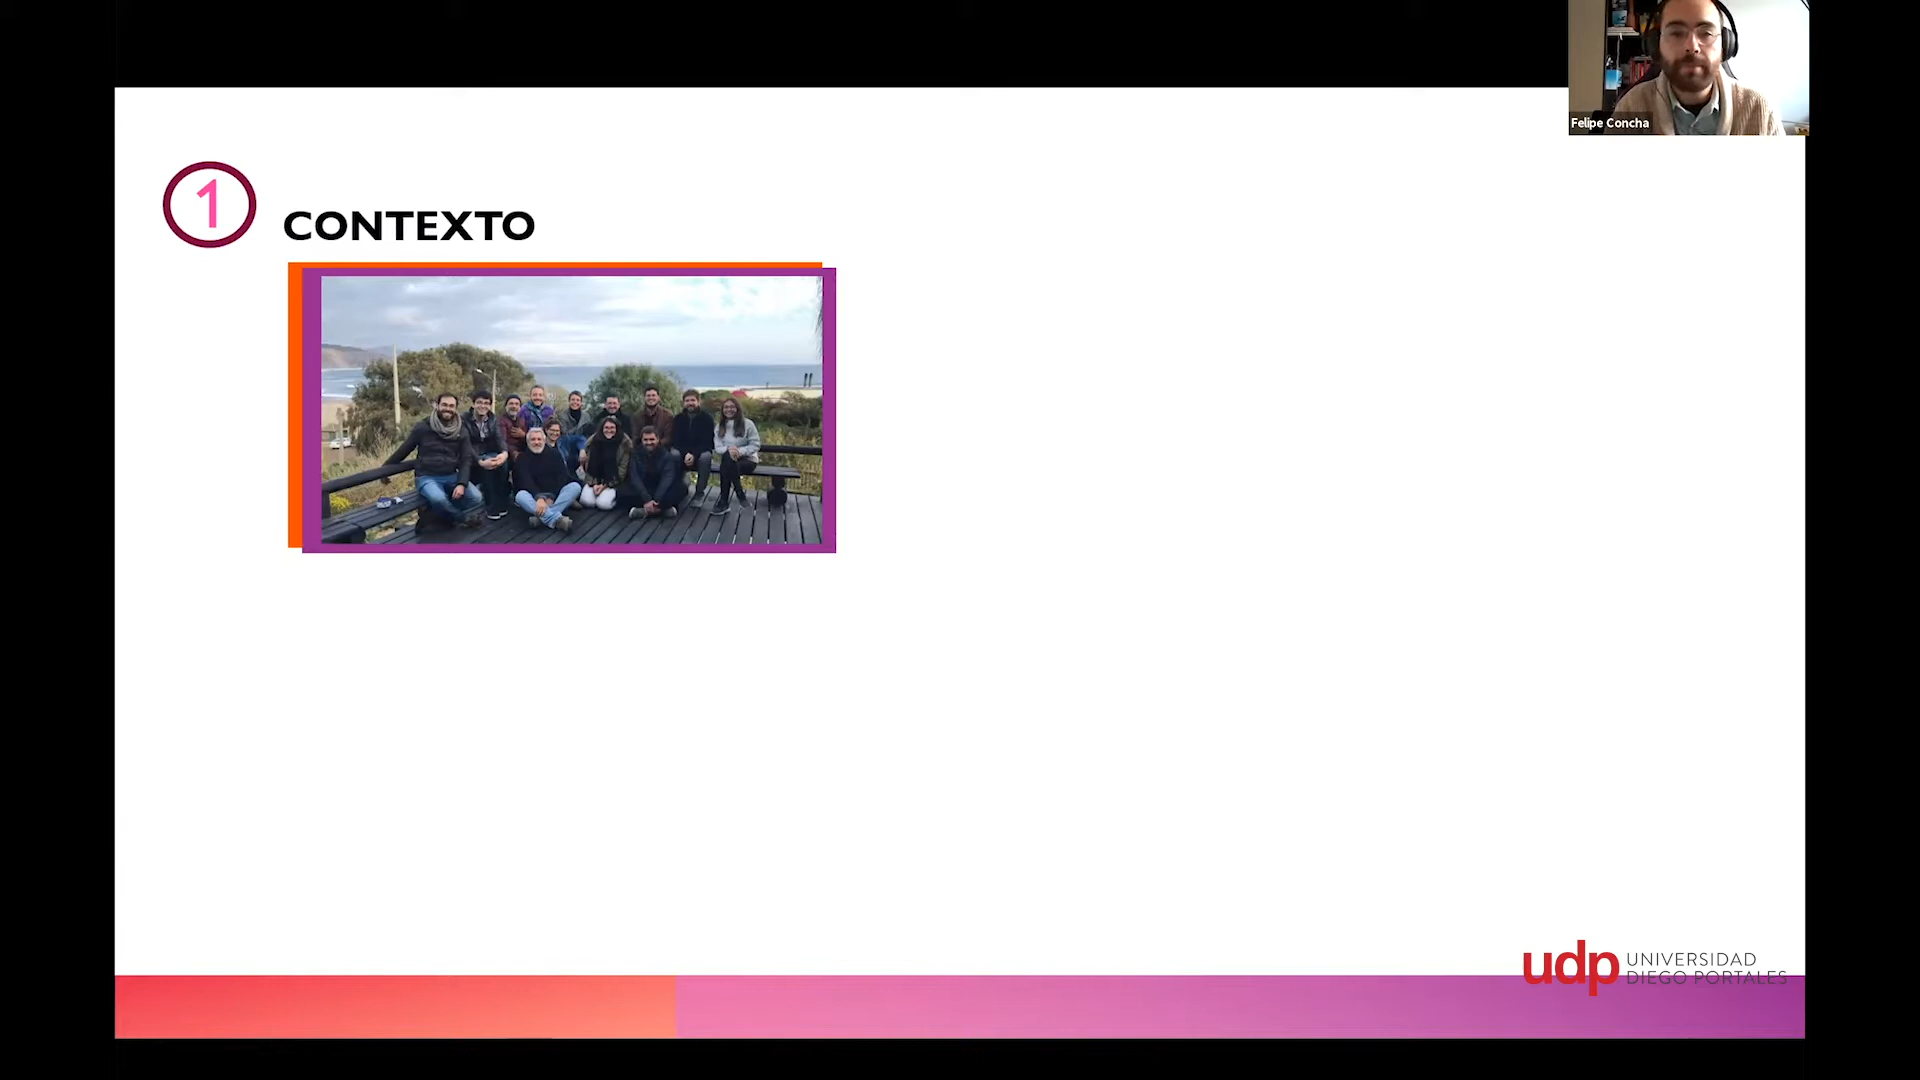 Felipe Concha
1
CONTEXTO
udp UNIVERSIDAD
DIEGO PORTALES